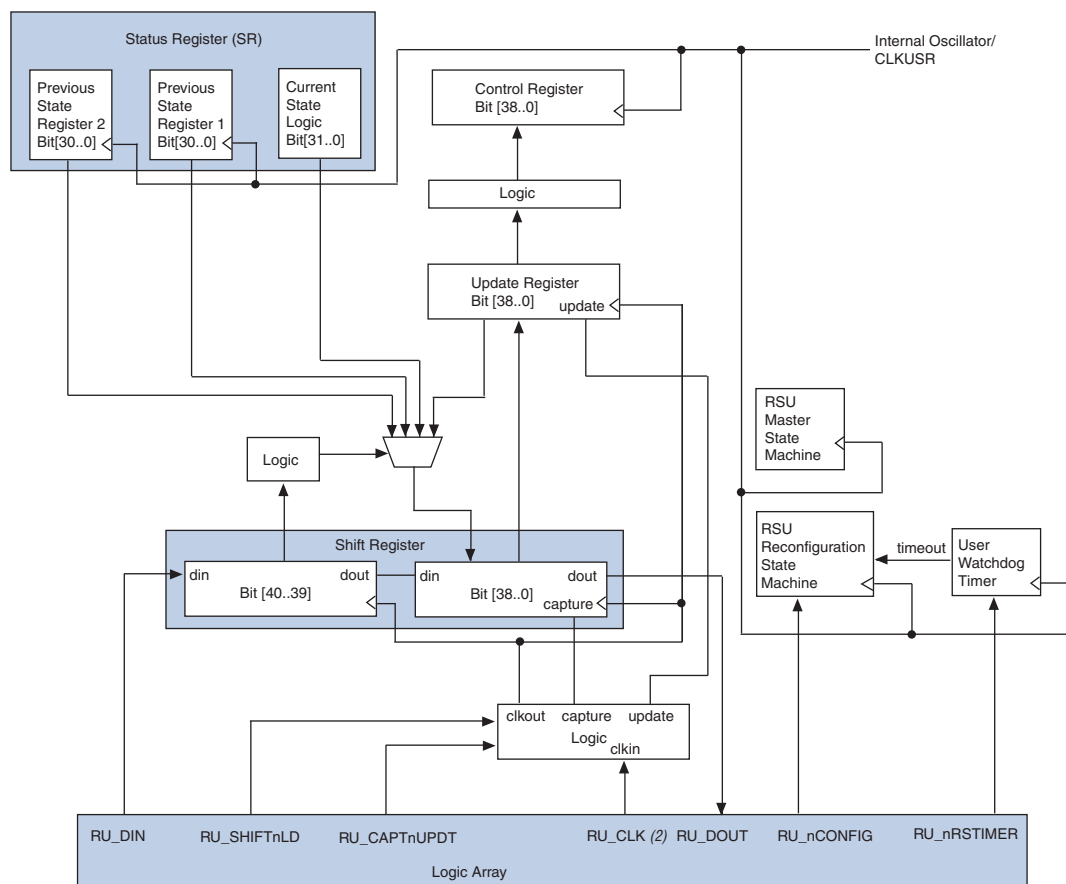 Status Register (SR)
Previous
State
Register 2
Bit[30..0]
Previous
State
Register 1
Bit[30..0]
Current
State
Logic
Bit[31..0]
Internal Oscillator/
CLKUSR
Control Register
Bit [38..0]
Logic
Update Register
Bit [38..0]
update
RSU
Master
State
Machine
Logic
Shift Register
din
dout
Bit [40..39]
din
dout
Bit [38..0]
capture
RSU
Reconfiguration
State
Machine
timeout
User
Watchdog
Timer
clkout capture update
Logic
clkin
RU_DIN
RU_SHIFTnLD
RU_CAPTnUPDT
RU_CLK (2)
RU_DOUT
RU_nCONFIG
RU_nRSTIMER
Logic Array